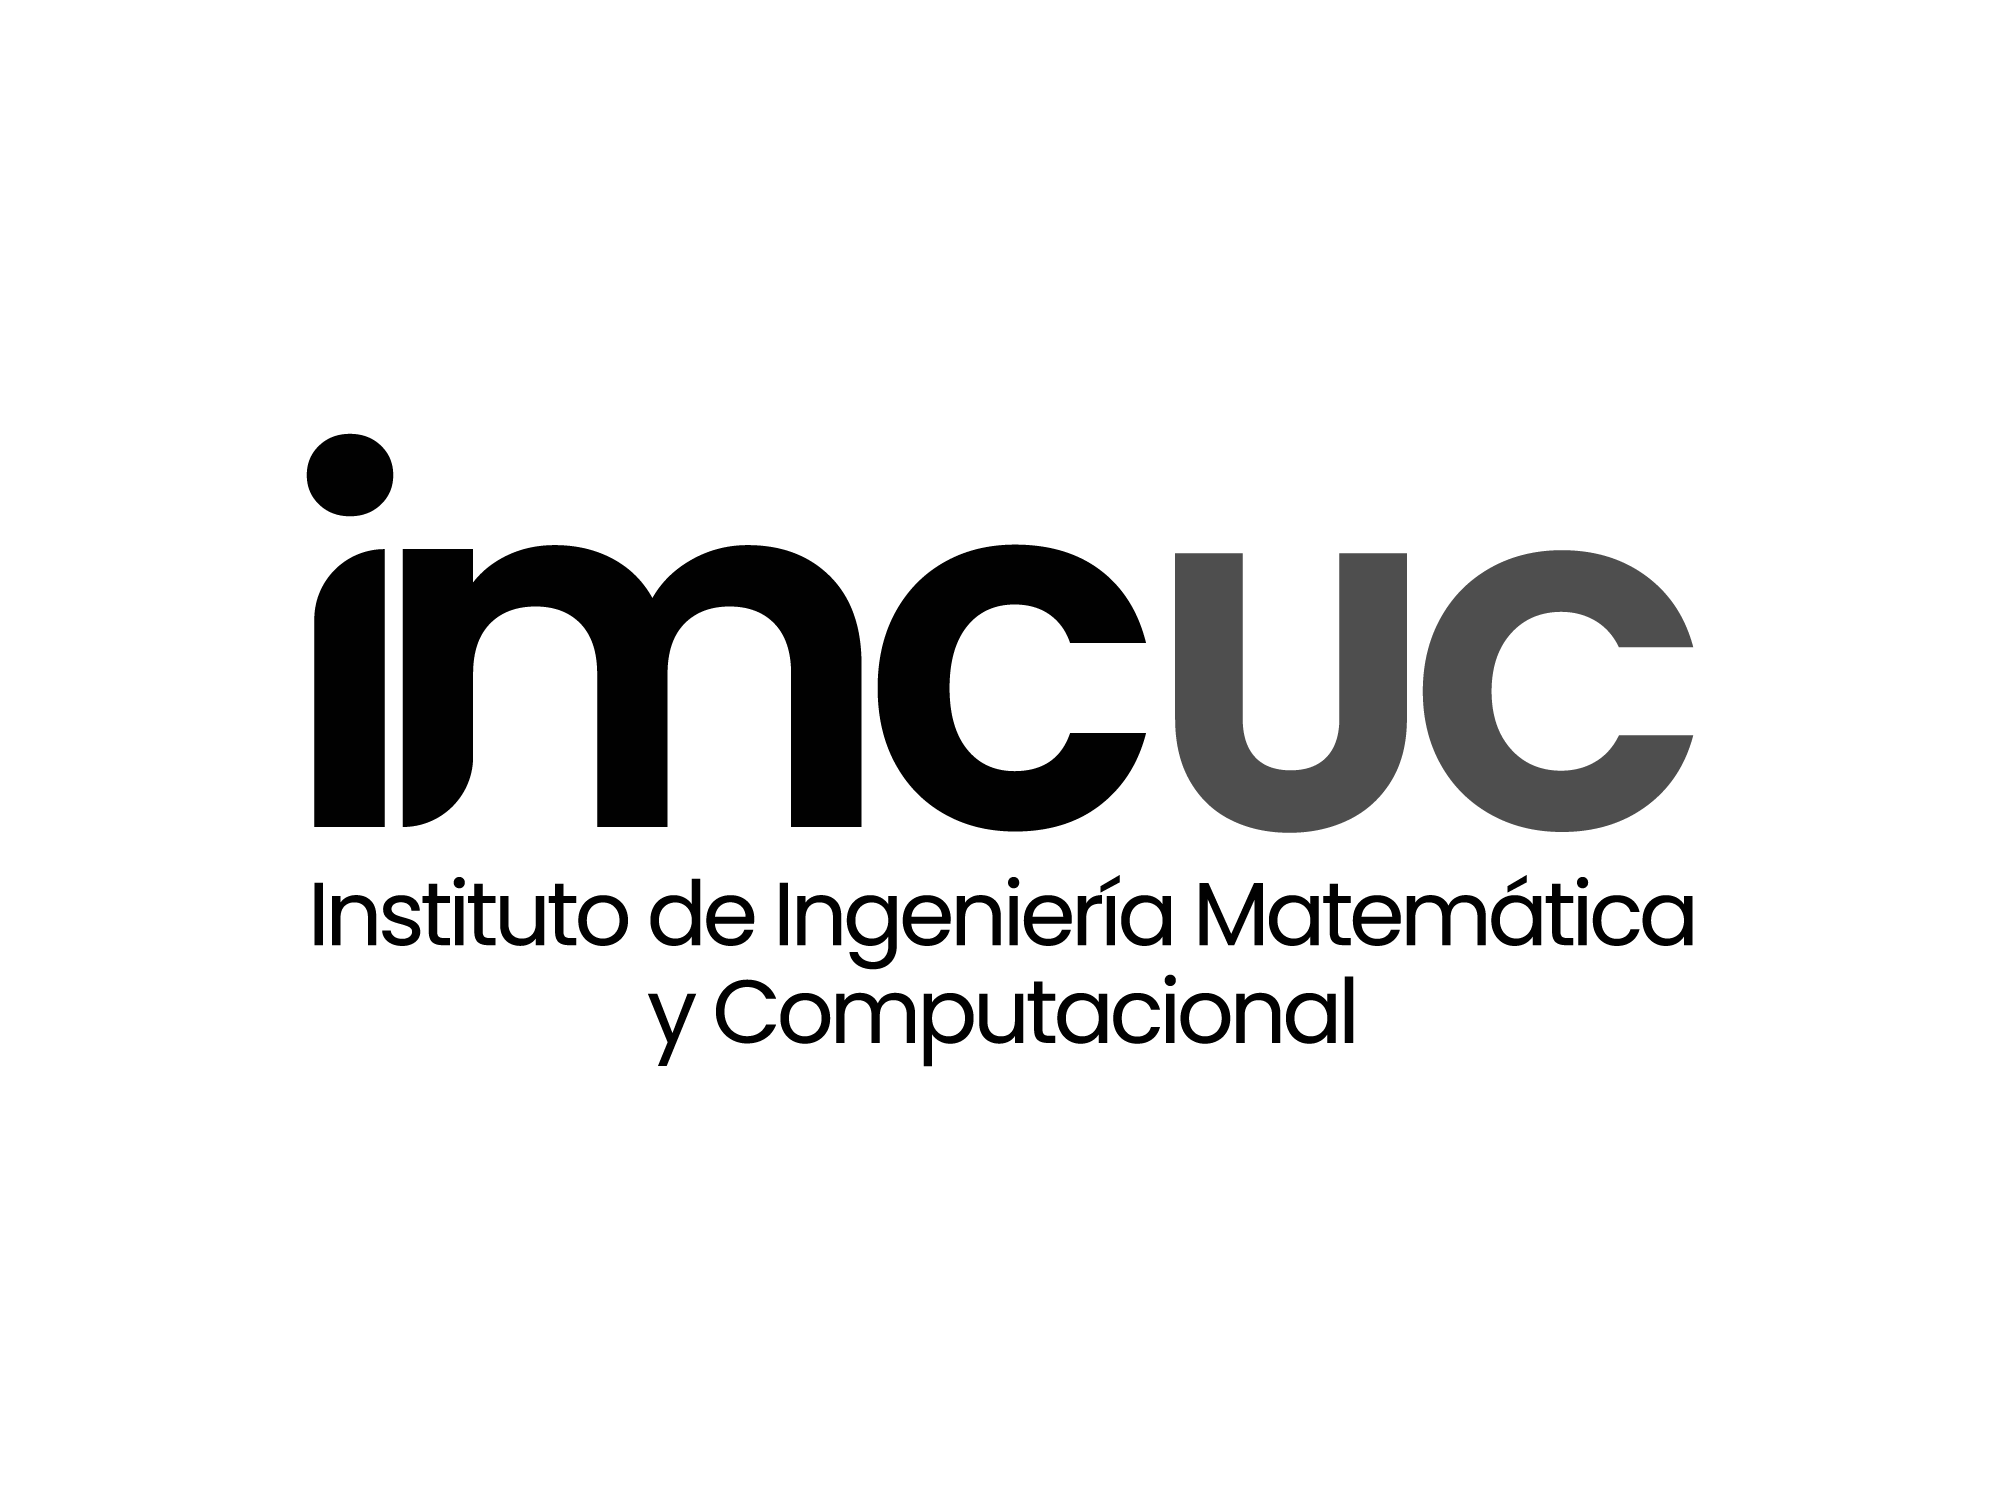 imcuc
Instituto de Ingeniería Matemática
y Computacional